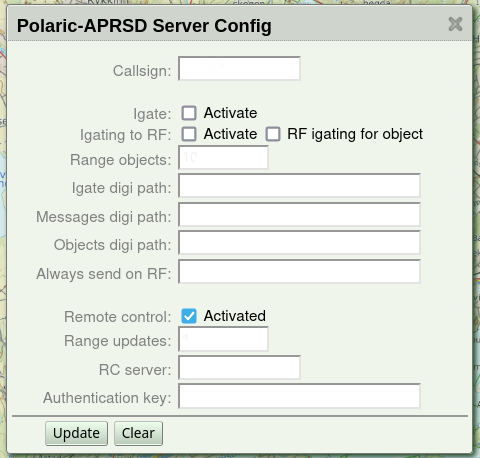 Polaric-APRSD Server Config
Callsign:
Igate: Activate
Igating to RF: Activate RF igating for object
Range objects: 10
Igate digi path:
Messages digi path:
Objects digi path:
Always send on RF:
Remote control: Activated
Range updates:
RC server:
Authentication key:
Update Clear